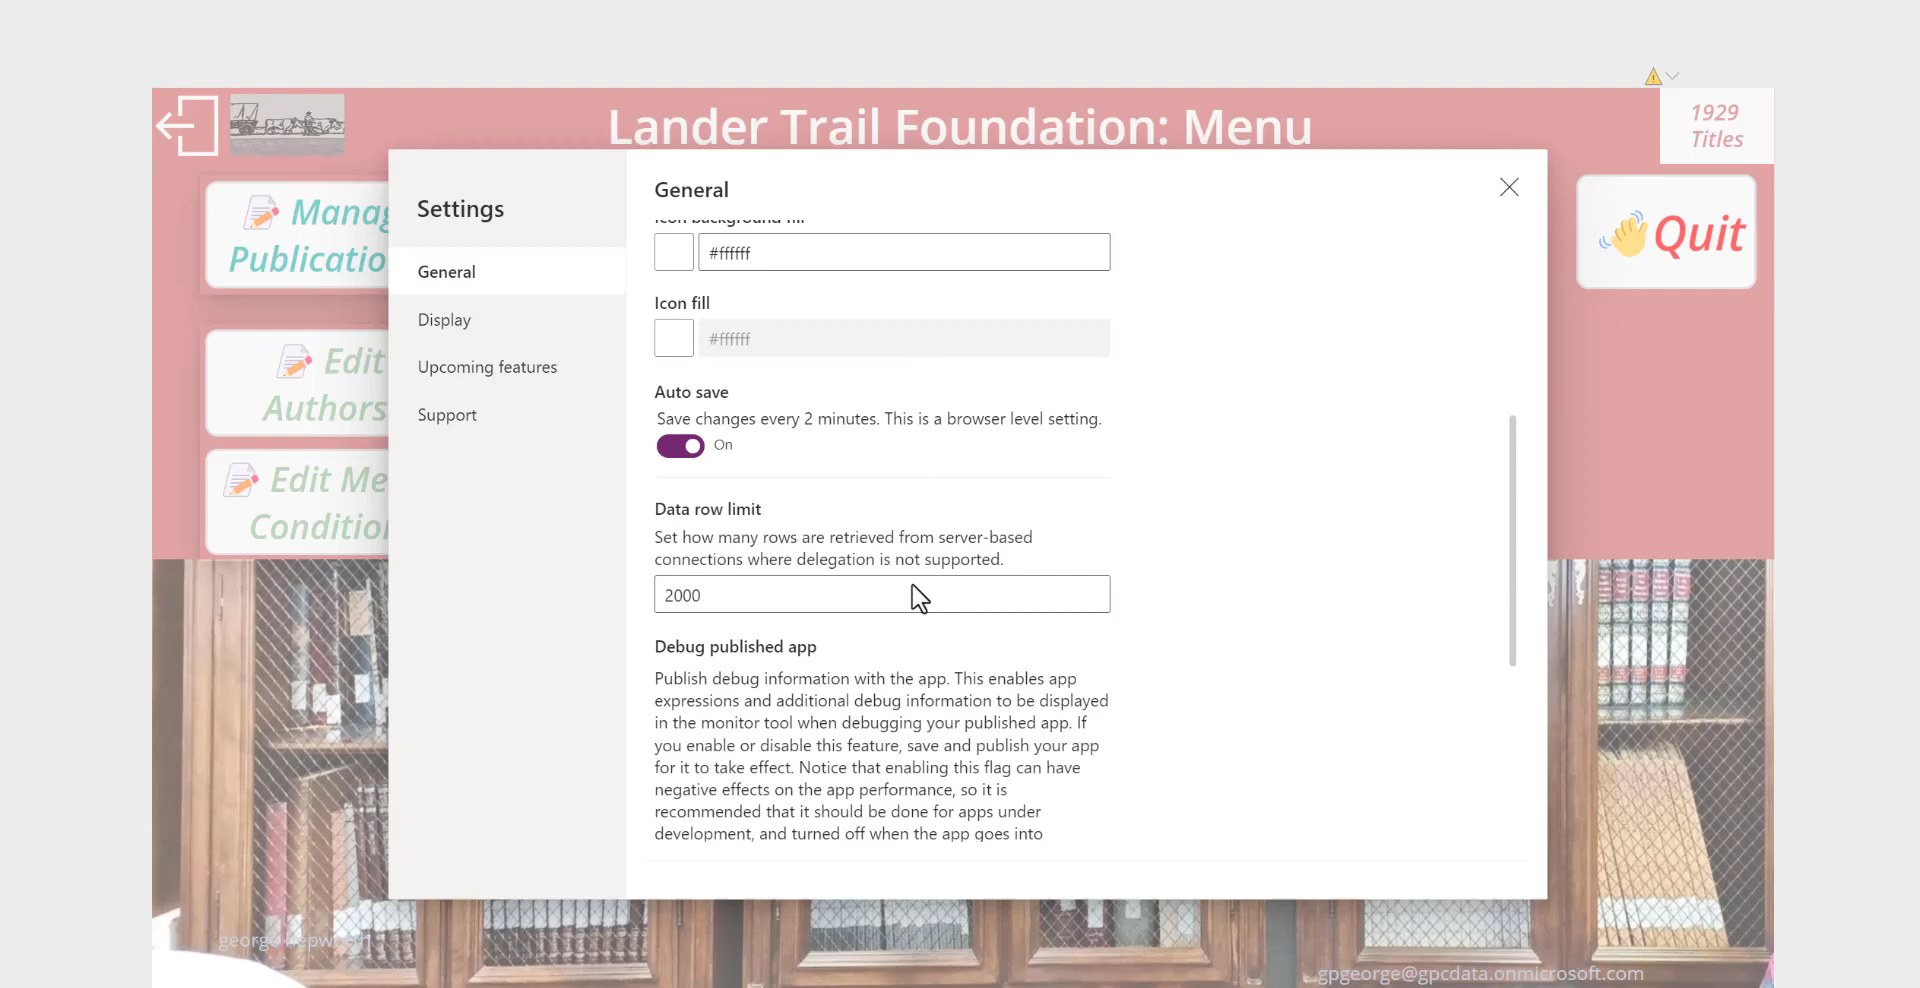 Lander Trail Foundation: Menu
1929
Titles
Manag
Publicatio
Quit
Edit
Authors
Edit Me
Condition
Settings
General
Display
Upcoming features
Support
General
Icon background fill
#ffffff
Icon fill
#ffffff
Auto save
Save changes every 2 minutes. This is a browser level setting.
On
Data row limit
Set how many rows are retrieved from server-based
connections where delegation is not supported.
2000
Debug published app
Publish debug information with the app. This enables app
expressions and additional debug information to be displayed
in the monitor tool when debugging your published app. If
you enable or disable this feature, save and publish your app
for it to take effect. Notice that enabling this flag can have
negative effects on the app performance, so it is
recommended that it should be done for apps under
development, and turned off when the app goes into
george hepworth
gpgeorge@gpcdata.onmicrosoft.com